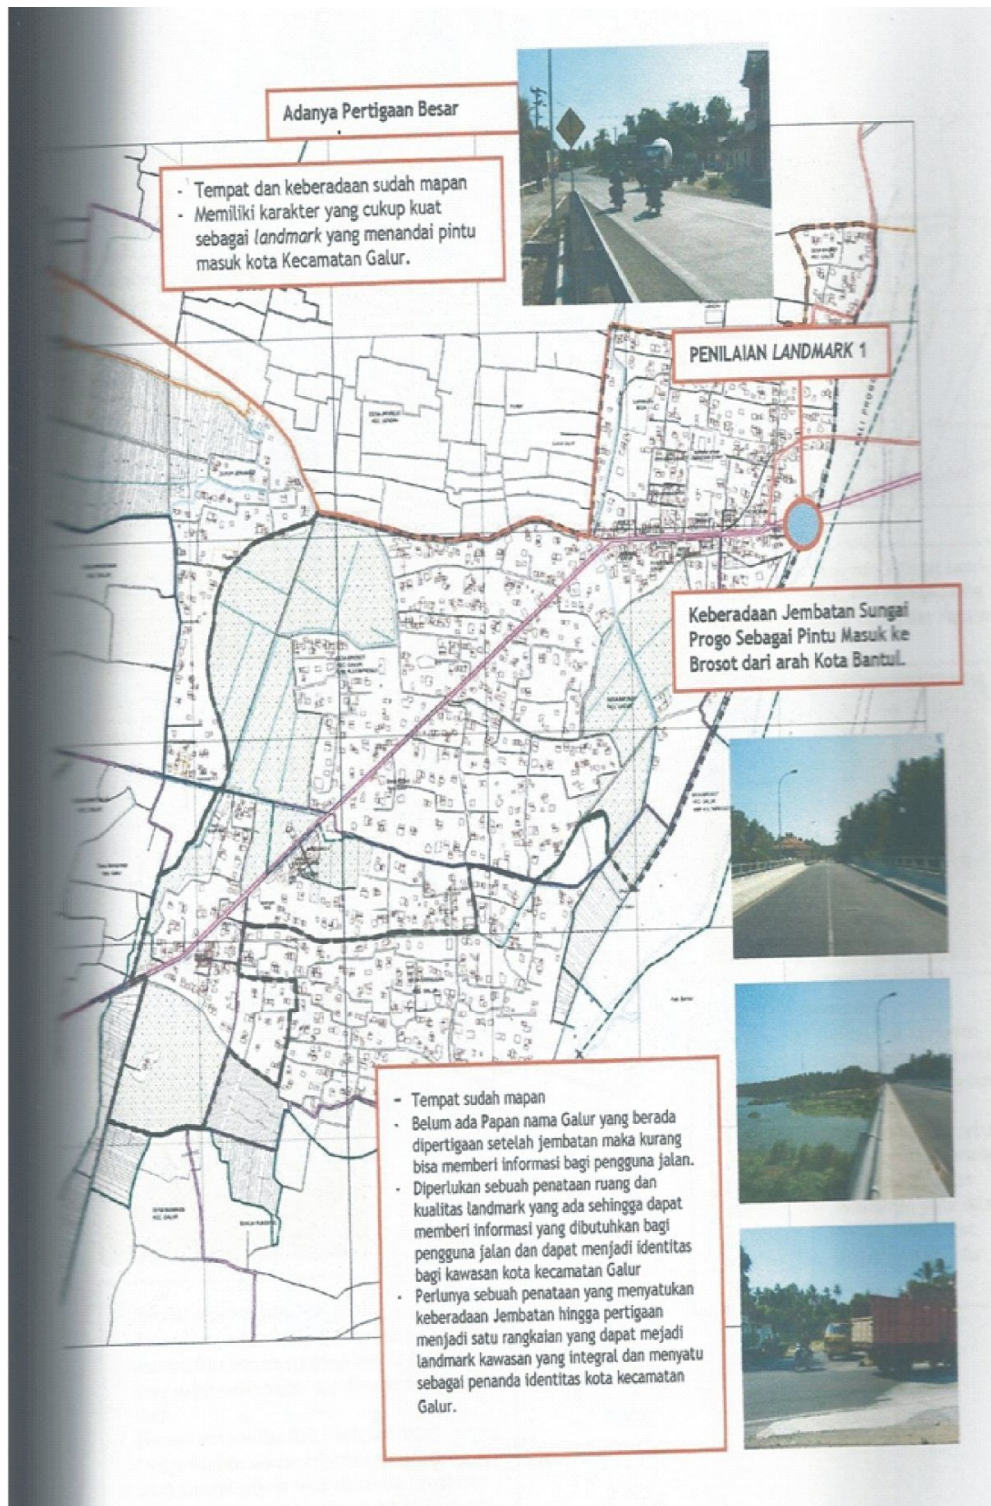 Adanya Pertigaan Besar
- Tempat dan keberadaan sudah mapan
- Memiliki karakter yang cukup kuat
sebagai landmark yang menandai pintu
masuk kota Kecamatan Galur.
PENILAIAN LANDMARK 1
Keberadaan Jembatan Sungai
Progo Sebagai Pintu Masuk ke
Brosot dari arah Kota Bantul.
- Tempat sudah mapan
- Belum ada Papan nama Galur yang berada
dipertigaan setelah jembatan maka kurang
bisa memberi informasi bagi pengguna jalan.
- Diperlukan sebuah penataan ruang dan
kualitas landmark yang ada sehingga dapat
memberi informasi yang dibutuhkan bagi
pengguna jalan dan dapat menjadi identitas
bagi kawasan kota kecamatan Galur
- Perlunya sebuah penataan yang menyatukan
keberadaan Jembatan hingga pertigaan
menjadi satu rangkaian yang dapat mejadi
landmark kawasan yang integral dan menyatu
sebagai penanda identitas kota kecamatan
Galur.